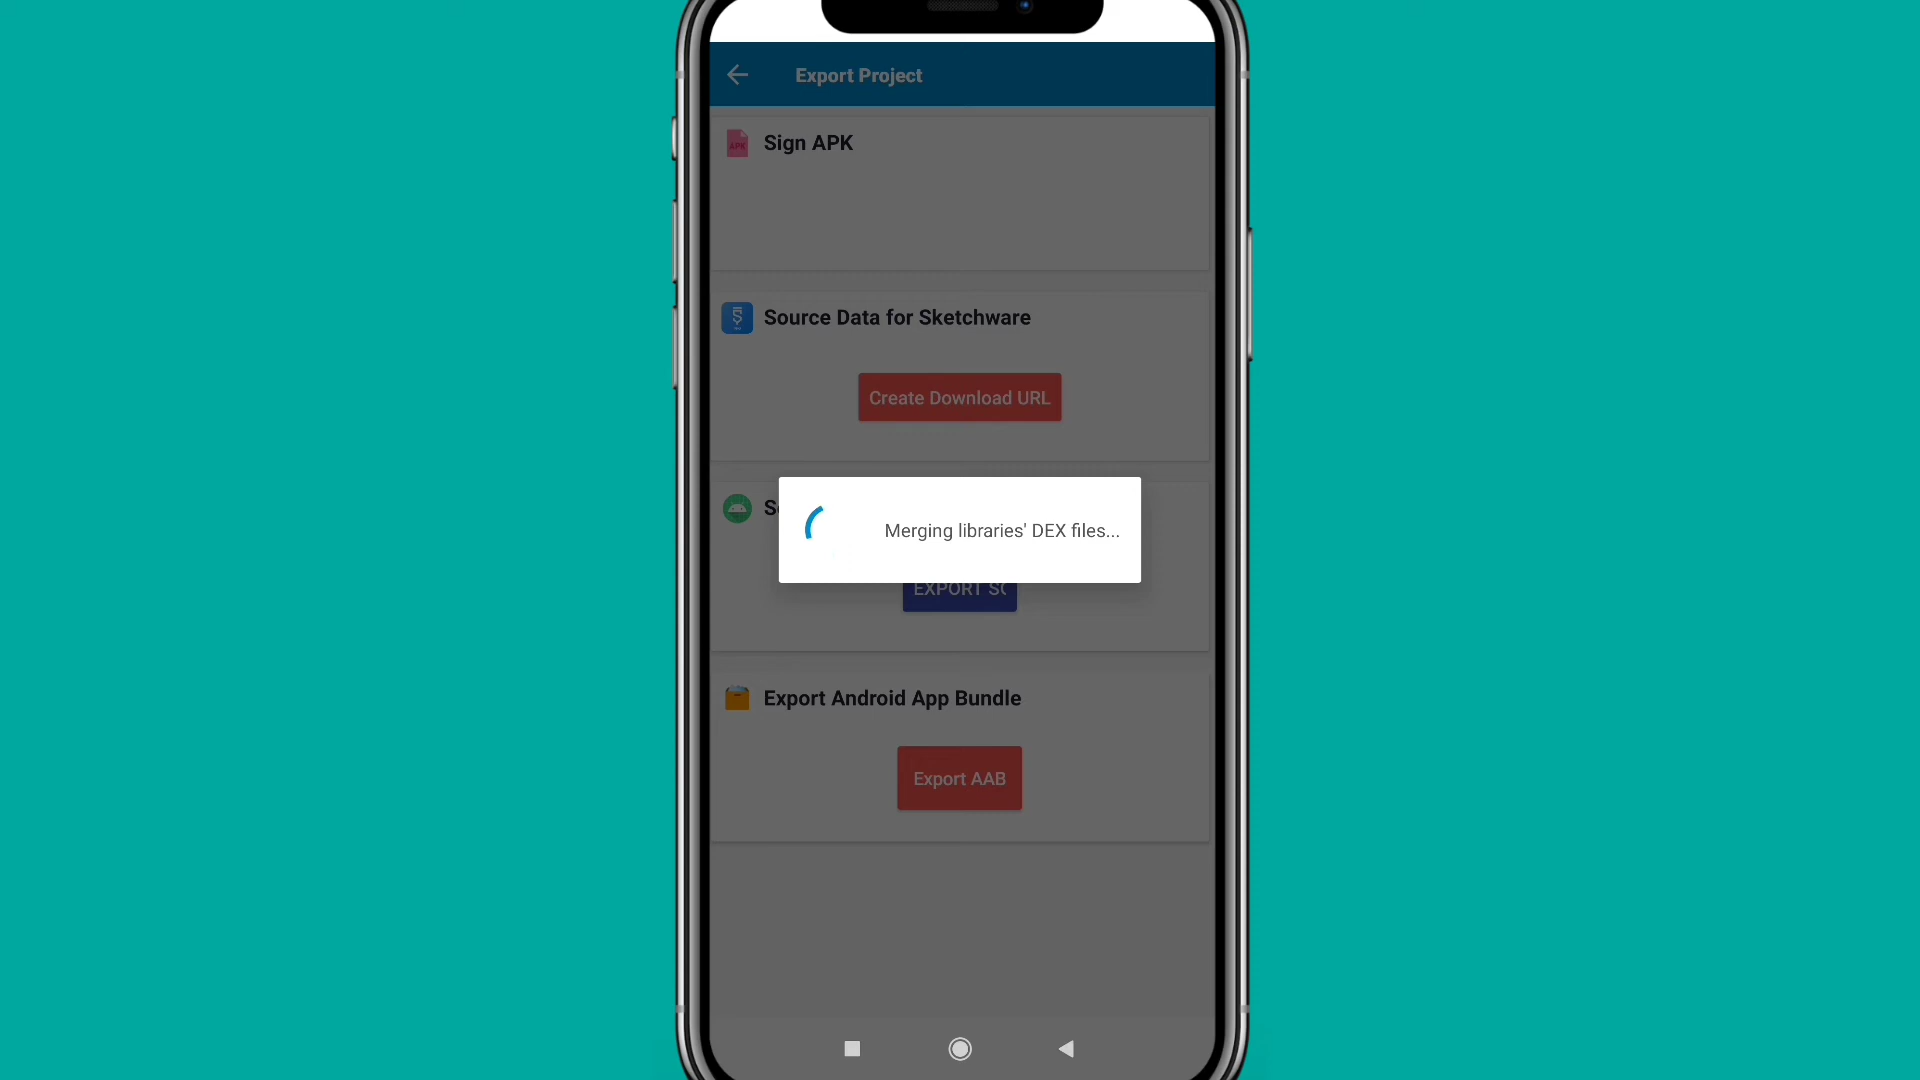 Export Project
APK
Sign APK
Source Data for Sketchware
Create Download URL
Merging libraries' DEX files...
EXPORT
Export Android App Bundle
Export AAB